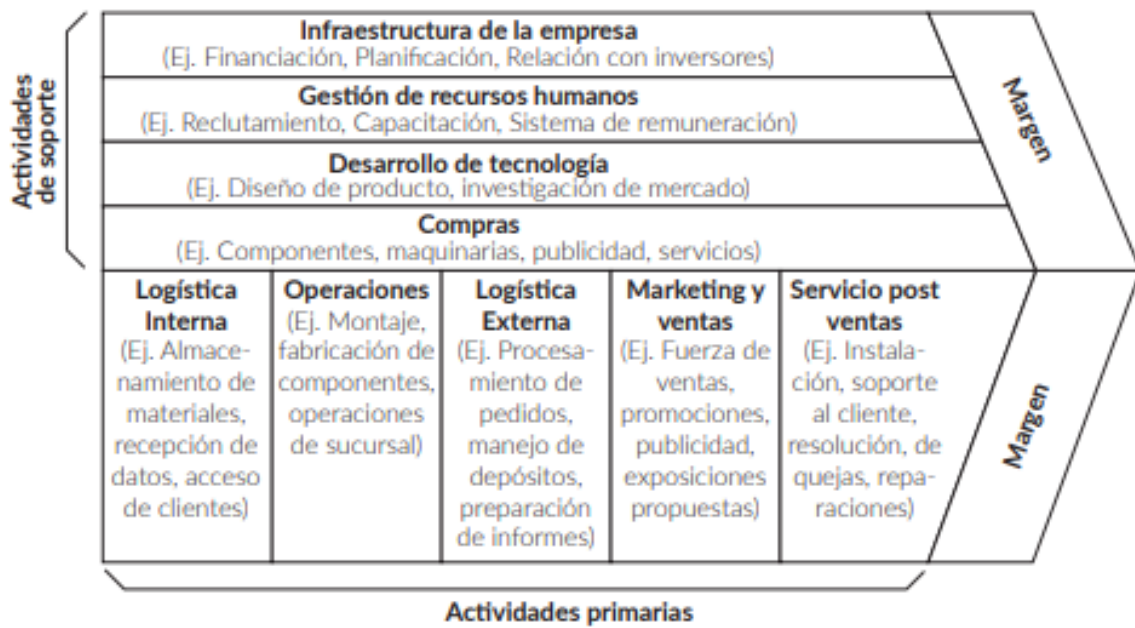 Actividades
de soporte
Infraestructura de la empresa
(Ej. Financiación, Planificación, Relación con inversores)
Gestión de recursos humanos
(Ej. Reclutamiento, Capacitación, Sistema de remuneración)
Desarrollo de tecnología
(Ej. Diseño de producto, investigación de mercado)
Compras
(Ej. Componentes, maquinarias, publicidad, servicios)
Margen
Logística
Interna
(Ej. Almace-
namiento de
materiales,
recepción de
datos, acceso
de clientes)
Operaciones
(Ej. Montaje,
fabricación de
componentes,
operaciones
de sucursal)
Logística
Externa
(Ej. Procesa-
miento de
pedidos,
manejo de
depósitos,
preparación
de informes)
Marketing y
ventas
(Ej. Fuerza de
ventas,
promociones,
publicidad,
exposiciones
propuestas)
Servicio post
ventas
(Ej. Instala-
ción, soporte
al cliente,
resolución, de
quejas, repa-
raciones)
Margen
Actividades primarias